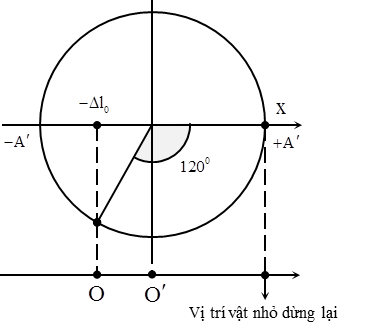 −Δl₀
X
−A′
+A′
120⁰
O
O′
Vị trí vật nhỏ dừng lại